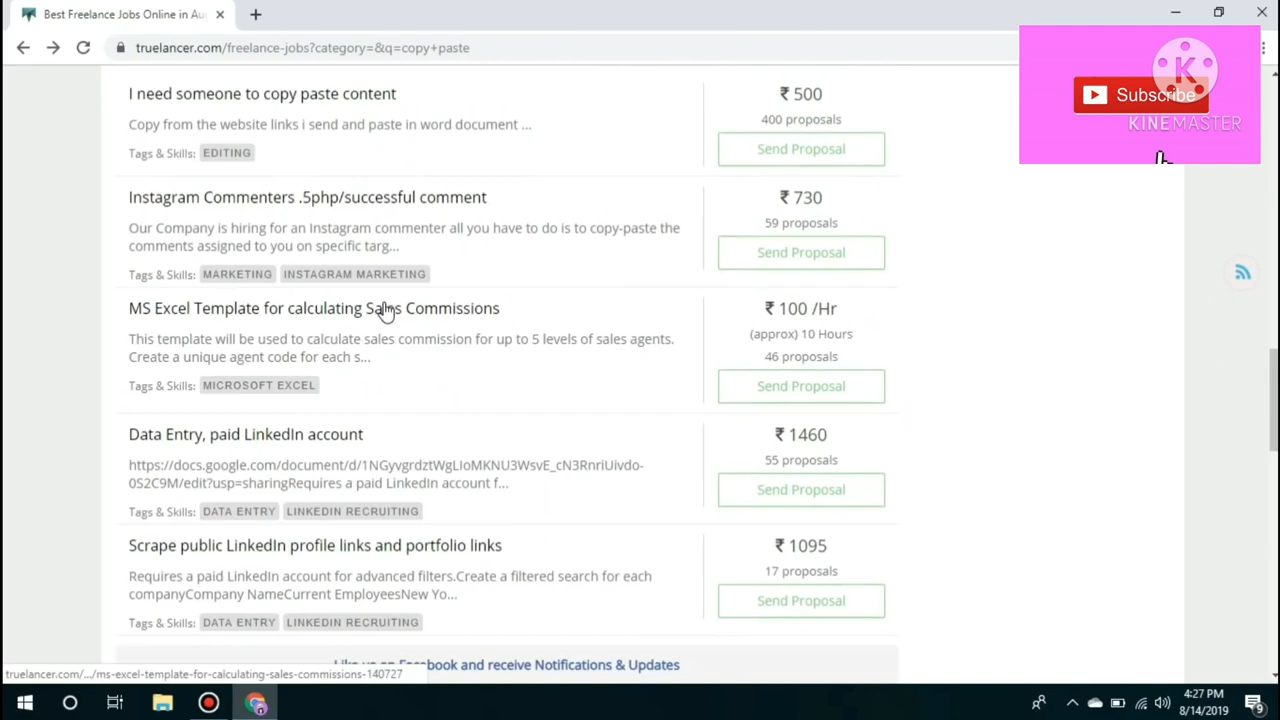 Best Freelance Jobs Online in Au
truelancer.com/freelance-jobs?category=&q=copy+paste
Subscribe
KINEMASTER
I need someone to copy paste content
₹ 500
Copy from the website links i send and paste in word document ...
400 proposals
Tags & Skills: EDITING
Send Proposal
Instagram Commenters .5php/successful comment
₹ 730
Our Company is hiring for an Instagram commenter all you have to do is to copy-paste the
comments assigned to you on specific targ...
59 proposals
Tags & Skills: MARKETING INSTAGRAM MARKETING
Send Proposal
MS Excel Template for calculating Sales Commissions
₹ 100 /Hr
(approx) 10 Hours
This template will be used to calculate sales commission for up to 5 levels of sales agents.
Create a unique agent code for each s...
46 proposals
Tags & Skills: MICROSOFT EXCEL
Send Proposal
Data Entry, paid LinkedIn account
₹ 1460
https://docs.google.com/document/d/1NGyvgrdztWgLIoMKNU3WsvE_cN3RnriUivdo-
0S2C9M/edit?usp=sharingRequires a paid LinkedIn account f...
55 proposals
Tags & Skills: DATA ENTRY LINKEDIN RECRUITING
Send Proposal
Scrape public LinkedIn profile links and portfolio links
₹ 1095
Requires a paid LinkedIn account for advanced filters.Create a filtered search for each
companyCompany NameCurrent EmployeesNew Yo...
17 proposals
Tags & Skills: DATA ENTRY LINKEDIN RECRUITING
Send Proposal
Like us on Facebook and receive Notifications & Updates
truelancer.com/.../ms-excel-template-for-calculating-sales-commissions-140727
4:27 PM
8/14/2019
9